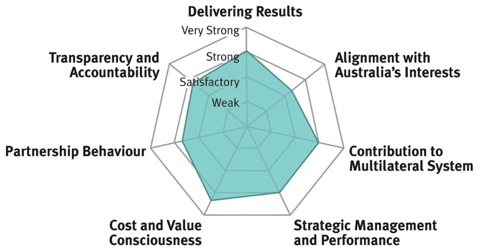 Delivering Results
Very Strong
Strong
Satisfactory
Weak
Transparency and
Accountability
Alignment with
Australia's Interests
Partnership Behaviour
Contribution to
Multilateral System
Cost and Value
Consciousness
Strategic Management
and Performance